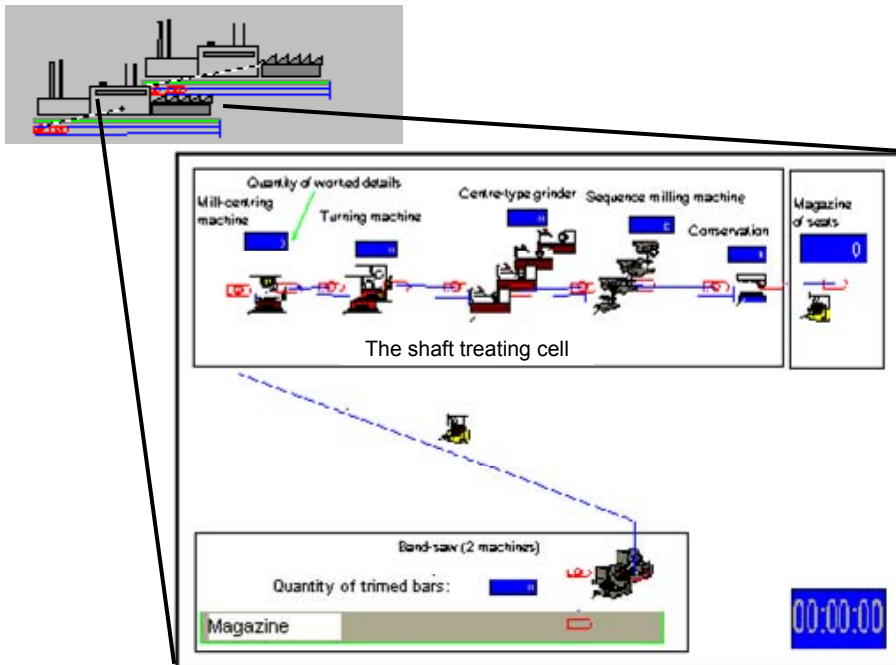 Quantity of worked details
Mill-centring
machine
Turning machine
Centre-type grinder
Sequence milling machine
Conservation
Magazine
of seats
0
The shaft treating cell
Band-saw (2 machines)
Quantity of trimed bars:
Magazine
00:00:00